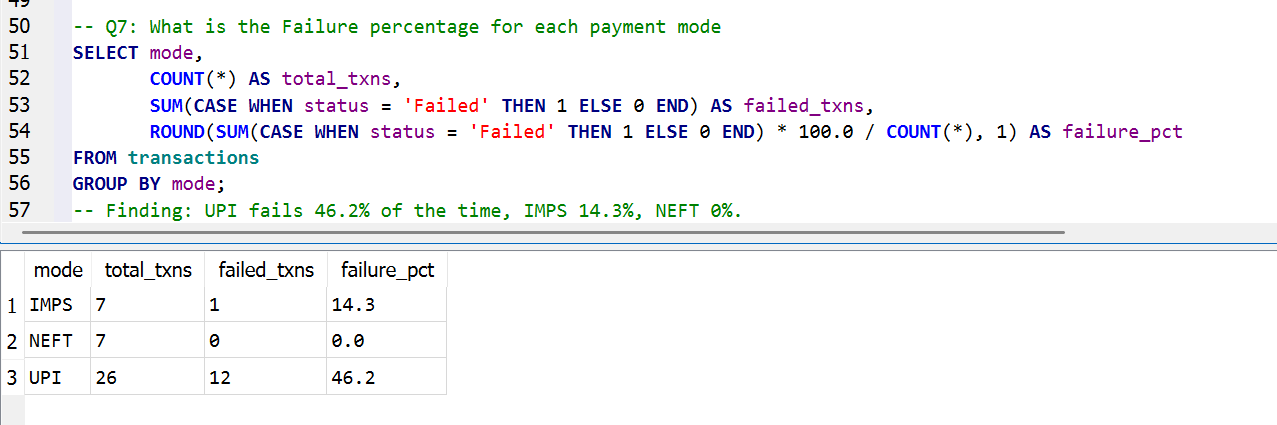 49
50 -- Q7: What is the Failure percentage for each payment mode
51 SELECT mode,
52 COUNT(*) AS total_txns,
53 SUM(CASE WHEN status = 'Failed' THEN 1 ELSE 0 END) AS failed_txns,
54 ROUND(SUM(CASE WHEN status = 'Failed' THEN 1 ELSE 0 END) * 100.0 / COUNT(*), 1) AS failure_pct
55 FROM transactions
56 GROUP BY mode;
57 -- Finding: UPI fails 46.2% of the time, IMPS 14.3%, NEFT 0%.
mode total_txns failed_txns failure_pct
1 IMPS 7 1 14.3
2 NEFT 7 0 0.0
3 UPI 26 12 46.2